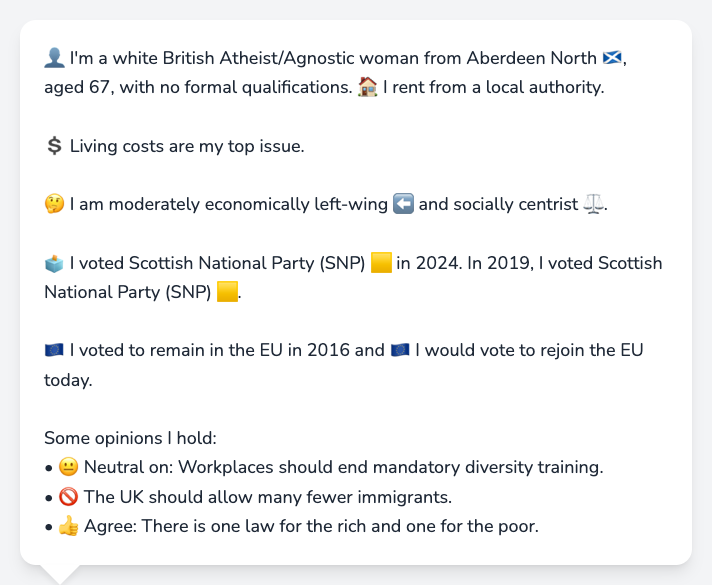 👤 I'm a white British Atheist/Agnostic woman from Aberdeen North 🏴󠁧󠁢󠁳󠁣󠁴󠁿,
aged 67, with no formal qualifications. 🏠 I rent from a local authority.
💲 Living costs are my top issue.
🤔 I am moderately economically left-wing ⬅️ and socially centrist ⚖️.
🗳️ I voted Scottish National Party (SNP) 🟨 in 2024. In 2019, I voted Scottish
National Party (SNP) 🟨.
🇪🇺 I voted to remain in the EU in 2016 and 🇪🇺 I would vote to rejoin the EU
today.
Some opinions I hold:
• 😐 Neutral on: Workplaces should end mandatory diversity training.
• 🚫 The UK should allow many fewer immigrants.
• 👍 Agree: There is one law for the rich and one for the poor.